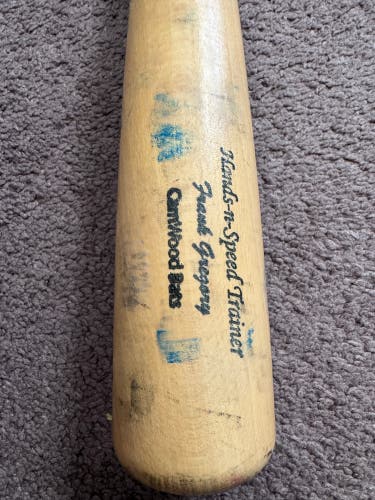 Hands-n-Speed Trainer
Frank Gregory
CamWood Bats